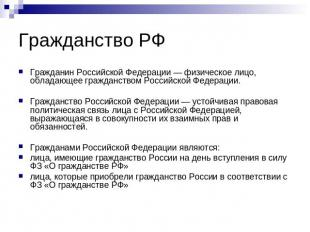 Гражданство РФ
Гражданин Российской Федерации — физическое лицо,
обладающее гражданством Российской Федерации.
Гражданство Российской Федерации — устойчивая правовая
политическая связь лица с Российской Федерацией,
выражающаяся в совокупности их взаимных прав и
обязанностей.
Гражданами Российской Федерации являются:
лица, имеющие гражданство России на день вступления в силу
ФЗ «О гражданстве РФ»
лица, которые приобрели гражданство России в соответствии с
ФЗ «О гражданстве РФ»